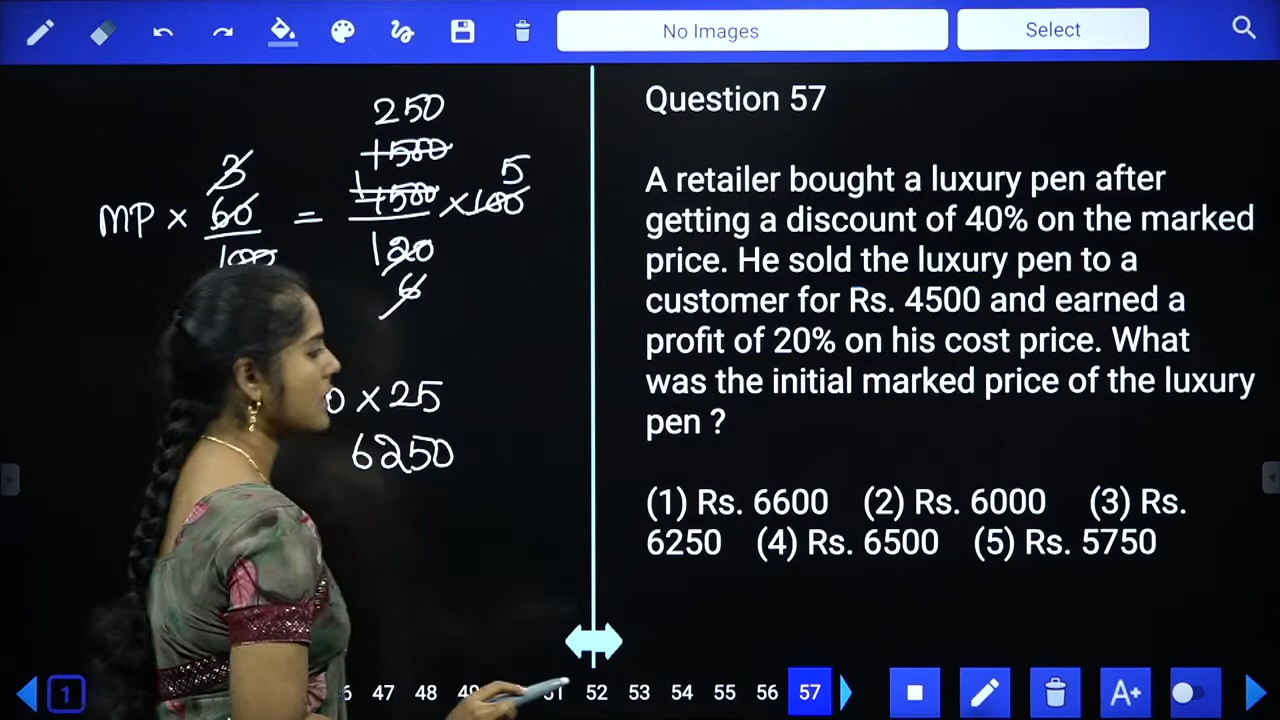 No Images
Select
250
1500
4500
5
3
MP × 60 = × 100
100
120
6
0 × 25
6250
Question 57
A retailer bought a luxury pen after
getting a discount of 40% on the marked
price. He sold the luxury pen to a
customer for Rs. 4500 and earned a
profit of 20% on his cost price. What
was the initial marked price of the luxury
pen ?
(1) Rs. 6600 (2) Rs. 6000 (3) Rs.
6250 (4) Rs. 6500 (5) Rs. 5750
1 47 48 52 53 54 55 56 57 A+